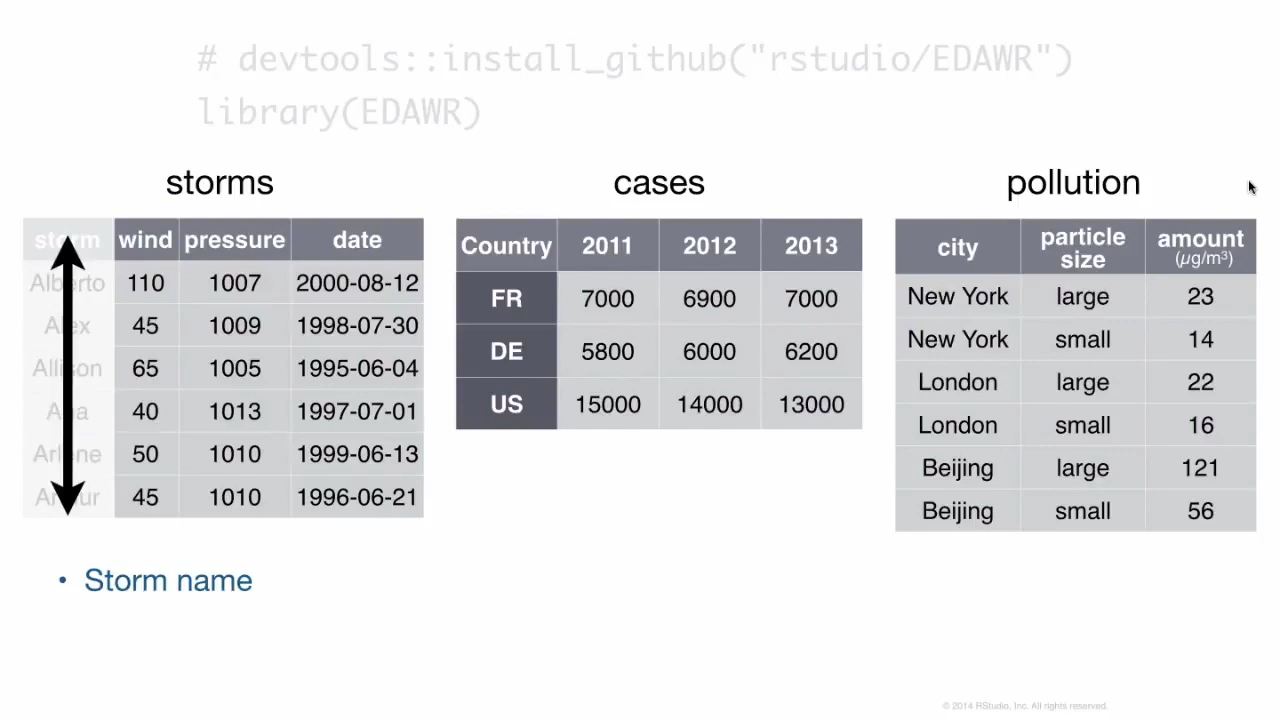 # devtools::install_github("rstudio/EDAWR")
library(EDAWR)
storms
storm wind pressure date
Alberto 110 1007 2000-08-12
Alex 45 1009 1998-07-30
Allison 65 1005 1995-06-04
Ana 40 1013 1997-07-01
Arlene 50 1010 1999-06-13
Arthur 45 1010 1996-06-21
• Storm name
cases
Country 2011 2012 2013
FR 7000 6900 7000
DE 5800 6000 6200
US 15000 14000 13000
pollution
city particle size amount (µg/m³)
New York large 23
New York small 14
London large 22
London small 16
Beijing large 121
Beijing small 56
© 2014 RStudio, Inc. All rights reserved.